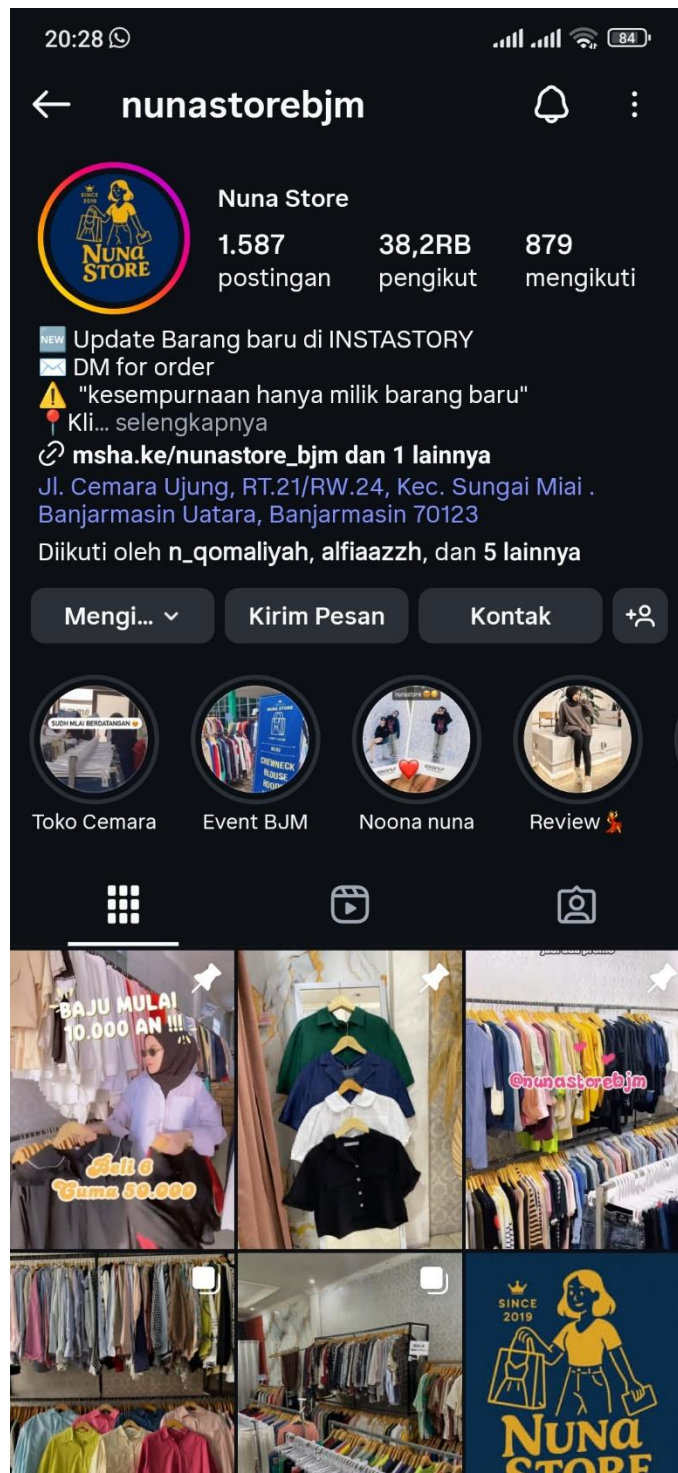 20:28
84
nunastorebjm
SINCE
2019
NUNA
STORE
Nuna Store
1.587
38,2RB
879
postingan
pengikut
mengikuti
NEW Update Barang baru di INSTASTORY
DM for order
"kesempurnaan hanya milik barang baru"
Kli... selengkapnya
msha.ke/nunastore_bjm dan 1 lainnya
Jl. Cemara Ujung, RT.21/RW.24, Kec. Sungai Miai .
Banjarmasin Uatara, Banjarmasin 70123
Diikuti oleh n_qomaliyah, alfiaazzh, dan 5 lainnya
Mengi...
Kirim Pesan
Kontak
SUDH MLAI BERDATANGAN
NUNA STORE
CREWNECK
BLOUSE
Toko Cemara
Event BJM
Noona nuna
Review
BAJU MULAI
10.000 AN !!!
Beli 6
Cuma 50.000
@nunastorebjm
SINCE
2019
NUNA
STORE